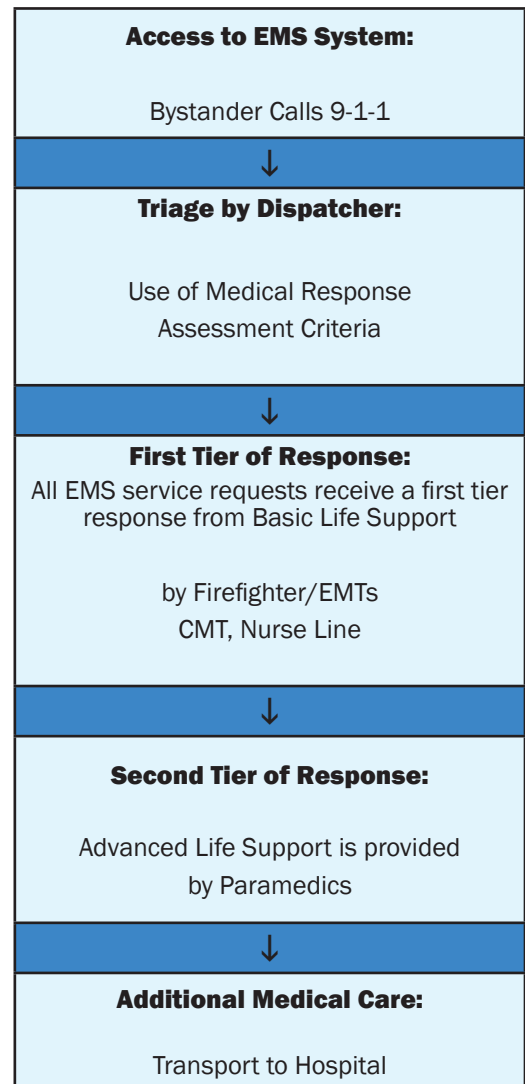 Access to EMS System:
Bystander Calls 9-1-1
↓
Triage by Dispatcher:
Use of Medical Response
Assessment Criteria
↓
First Tier of Response:
All EMS service requests receive a first tier
response from Basic Life Support
by Firefighter/EMTs
CMT, Nurse Line
↓
Second Tier of Response:
Advanced Life Support is provided
by Paramedics
↓
Additional Medical Care:
Transport to Hospital